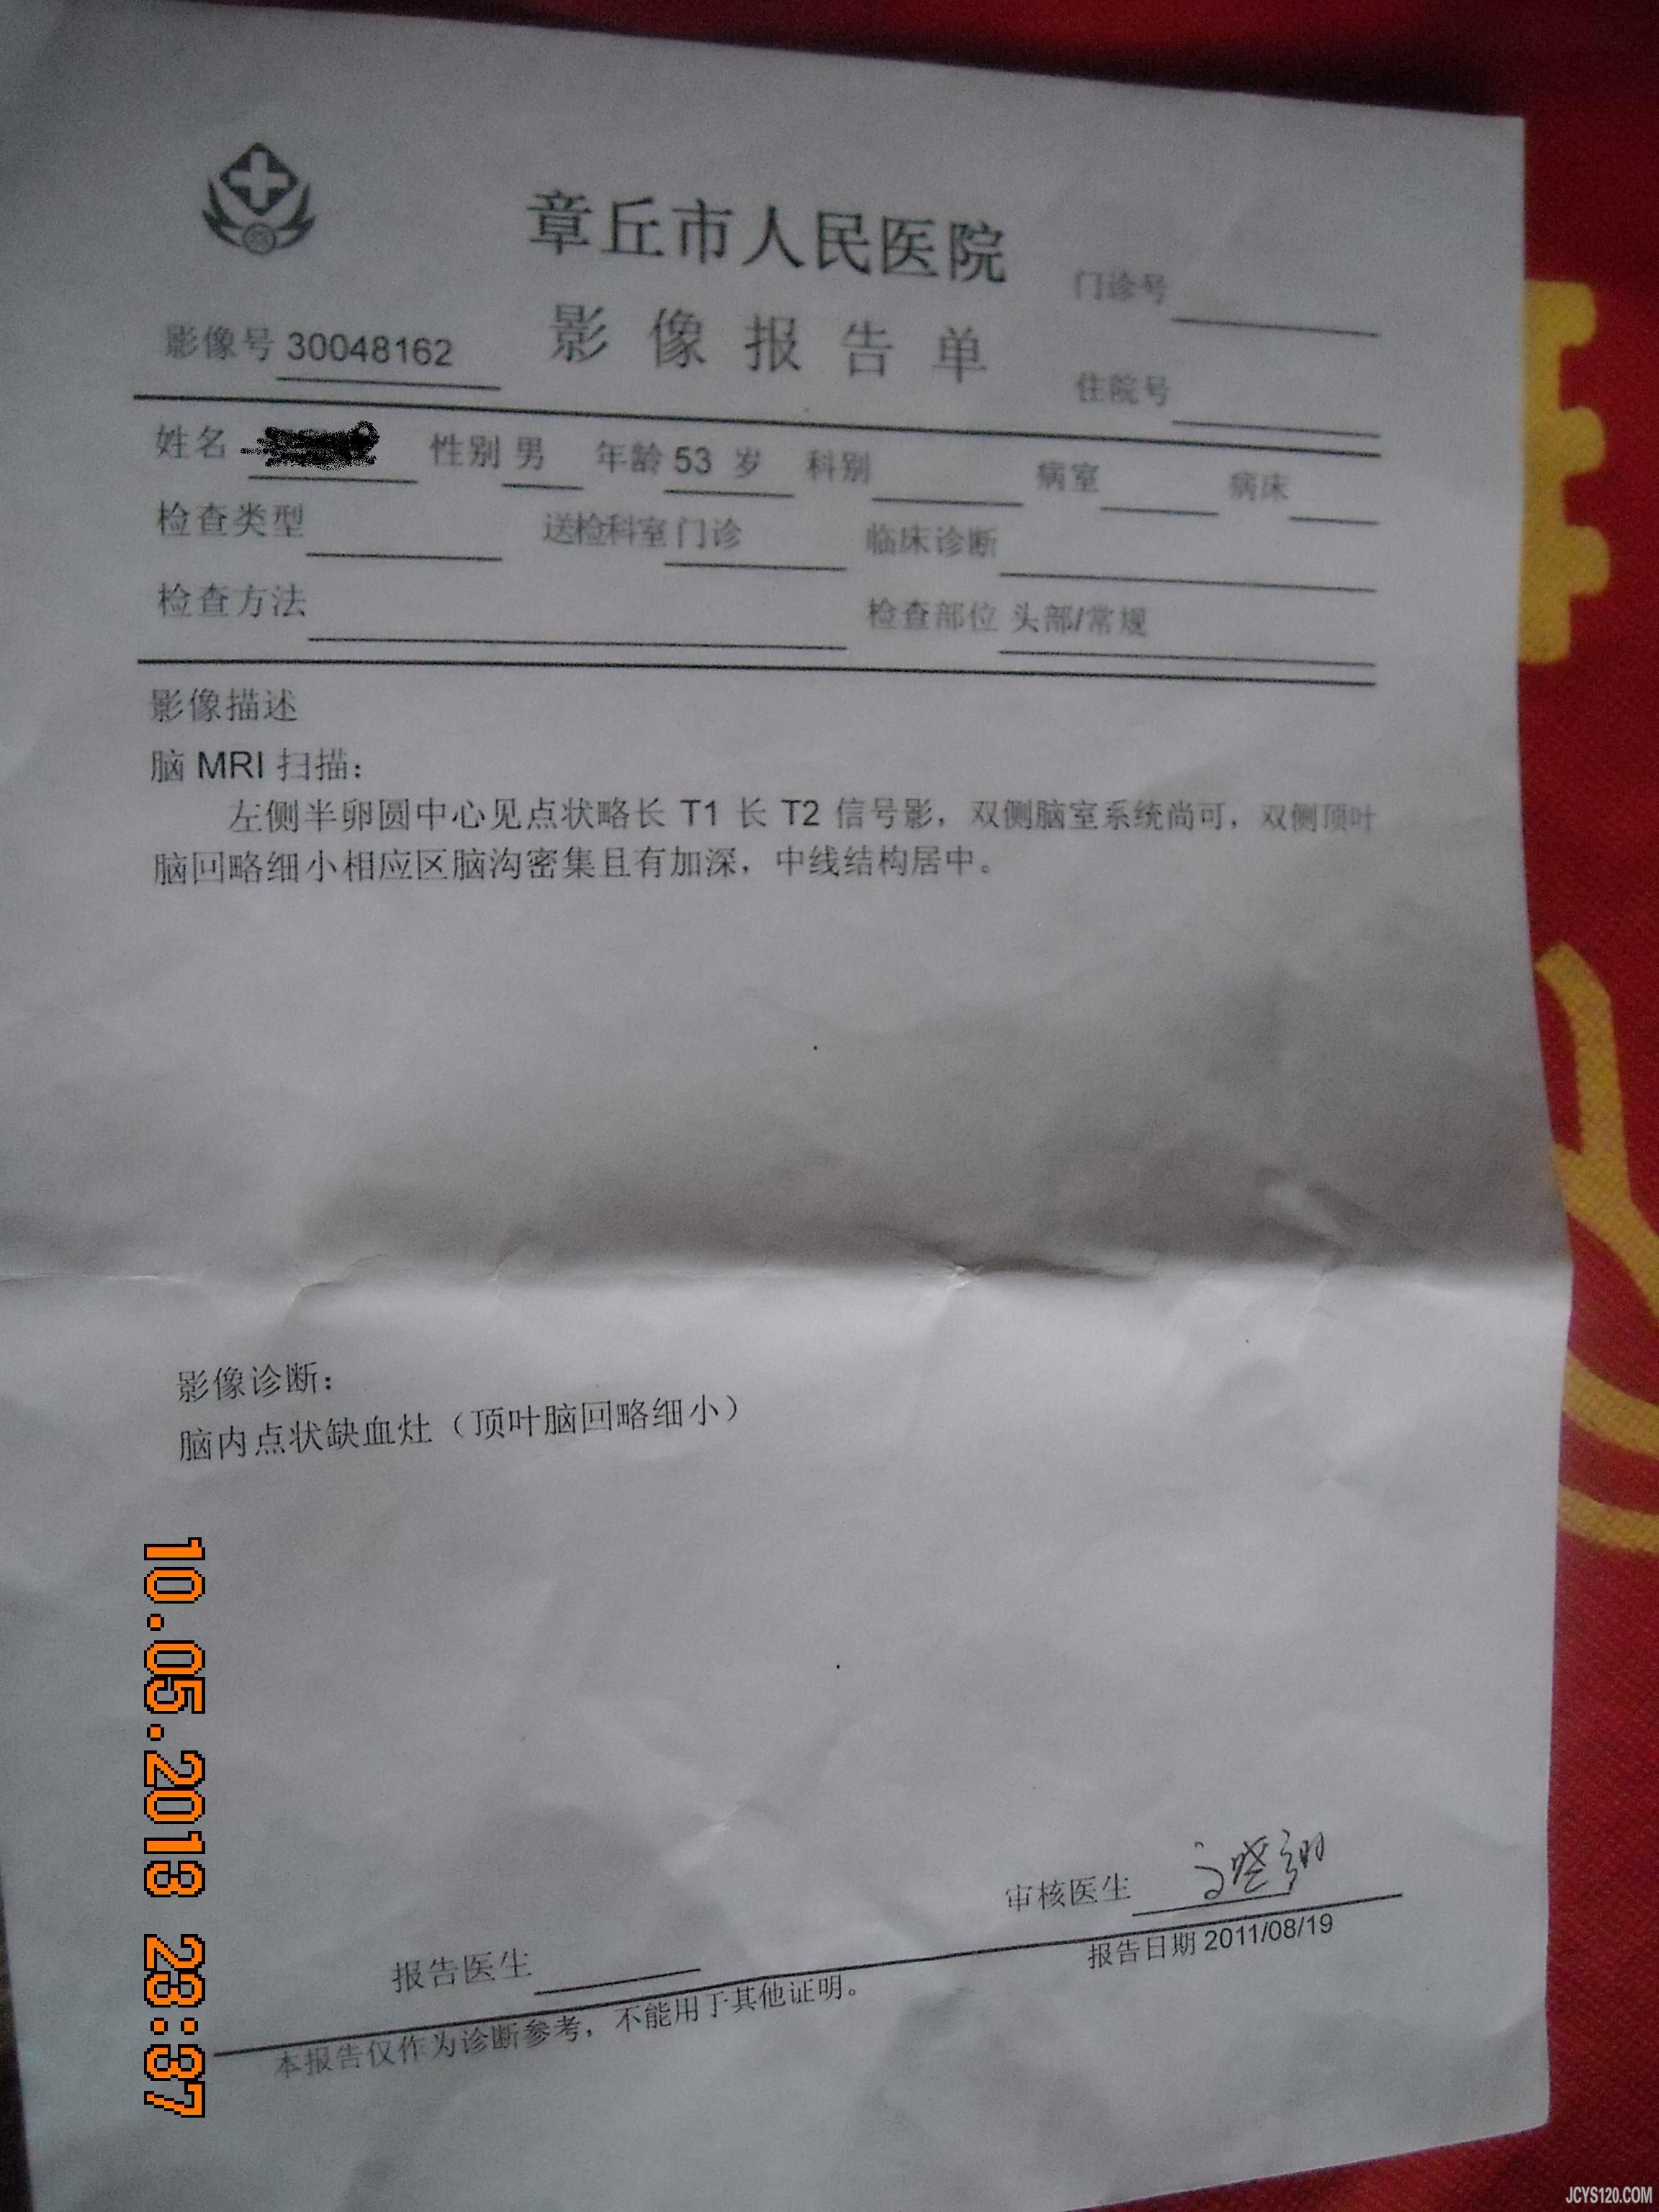 章丘市人民医院
门诊号
影像号 30048162 影像报告单
住院号
姓名 性别 男 年龄 53 岁 科别 病室 病床
检查类型 送检科室 门诊 临床诊断
检查方法 检查部位 头部/常规
影像描述
脑 MRI 扫描：
左侧半卵圆中心见点状略长 T1 长 T2 信号影，双侧脑室系统尚可，双侧顶叶
脑回略细小相应区脑沟密集且有加深，中线结构居中。
影像诊断：
脑内点状缺血灶（顶叶脑回略细小）
审核医生
报告医生
报告日期 2011/08/19
本报告仅作为诊断参考，不能用于其他证明。
10.05.2013 23:37
JCYS120.COM